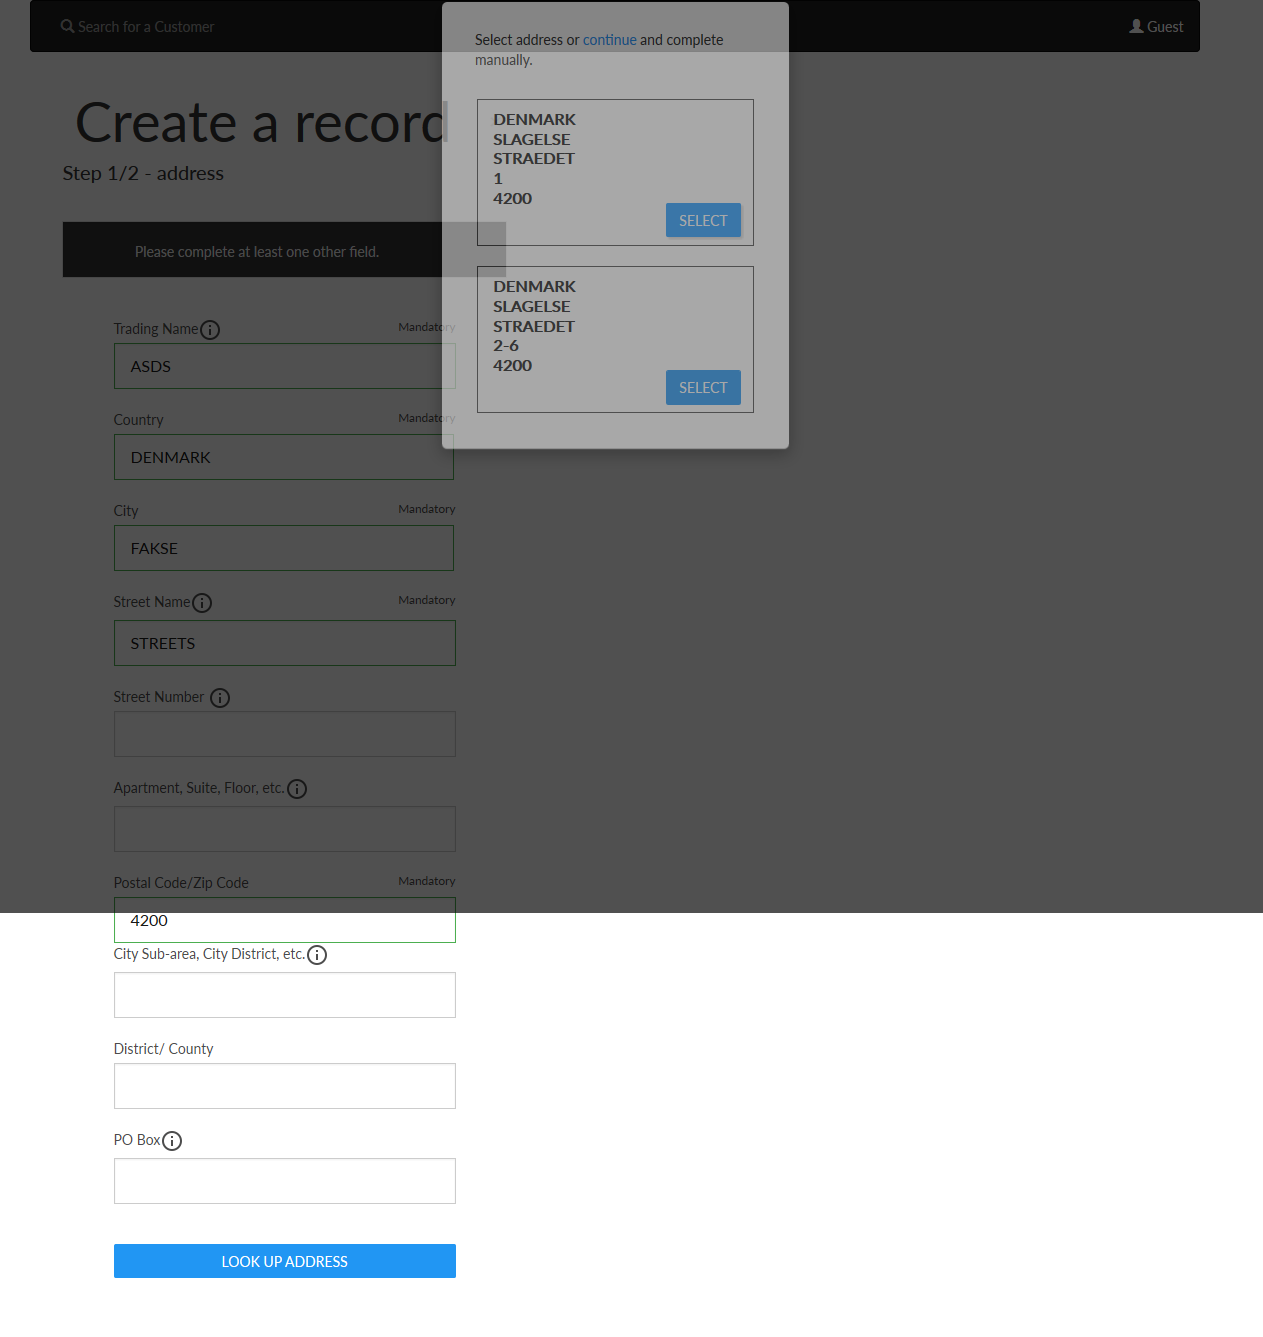 Search for a Customer
Guest
Select address or continue and complete
manually.
DENMARK
SLAGELSE
STRAEDET
1
4200
SELECT
DENMARK
SLAGELSE
STRAEDET
2-6
4200
SELECT
Create a record
Step 1/2 - address
Please complete at least one other field.
Trading Name
Mandatory
ASDS
Country
Mandatory
DENMARK
City
Mandatory
FAKSE
Street Name
Mandatory
STREETS
Street Number
Apartment, Suite, Floor, etc.
Postal Code/Zip Code
Mandatory
4200
City Sub-area, City District, etc.
District/ County
PO Box
LOOK UP ADDRESS